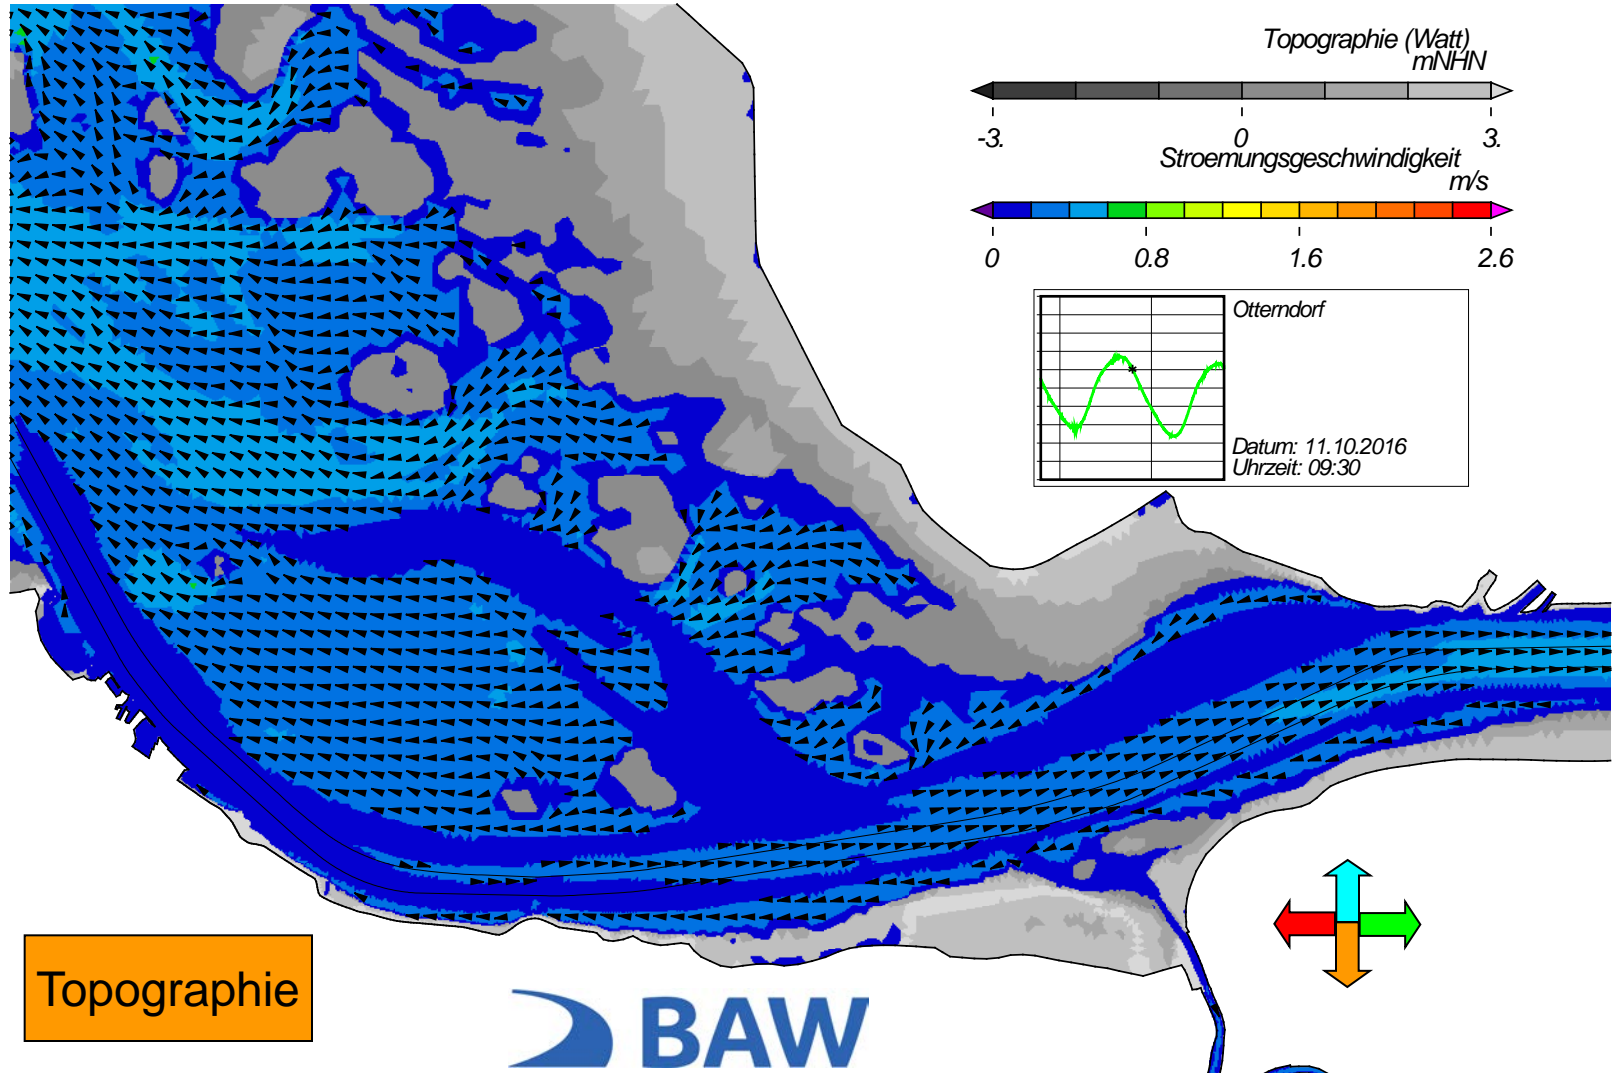 Topographie (Watt)
mNHN
-3. 0 3.
Stroemungsgeschwindigkeit
m/s
0 0.8 1.6 2.6
Otterndorf
Datum: 11.10.2016
Uhrzeit: 09:30
Topographie
BAW